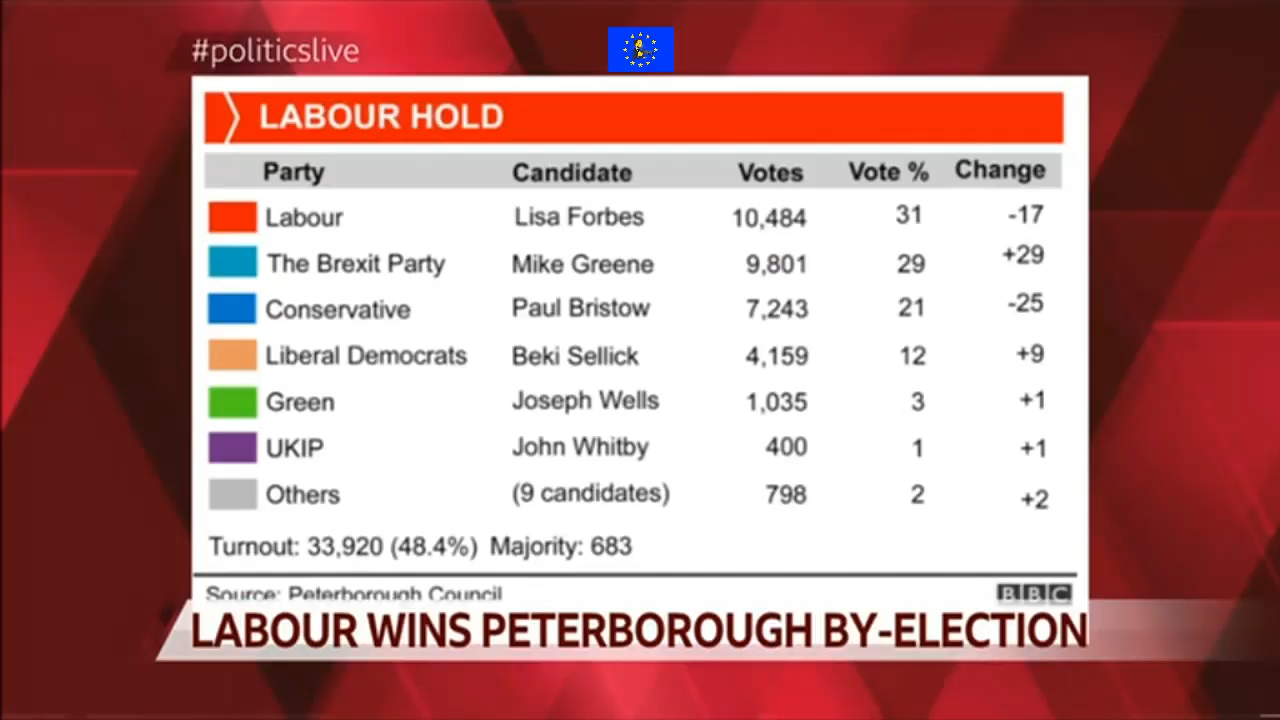 #politicslive
LABOUR HOLD
Party Candidate Votes Vote % Change
Labour Lisa Forbes 10,484 31 -17
The Brexit Party Mike Greene 9,801 29 +29
Conservative Paul Bristow 7,243 21 -25
Liberal Democrats Beki Sellick 4,159 12 +9
Green Joseph Wells 1,035 3 +1
UKIP John Whitby 400 1 +1
Others (9 candidates) 798 2 +2
Turnout: 33,920 (48.4%) Majority: 683
Source: Peterborough Council BBC
LABOUR WINS PETERBOROUGH BY-ELECTION